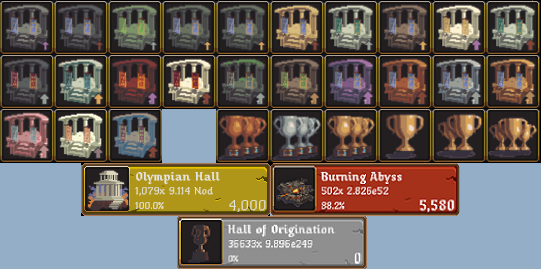 Olympian Hall
1,079x 9.114 Nod
100.0%
4,000
Burning Abyss
502x 2.826e52
88.2%
5,580
Hall of Origination
36633x 9.896e249
0%
0